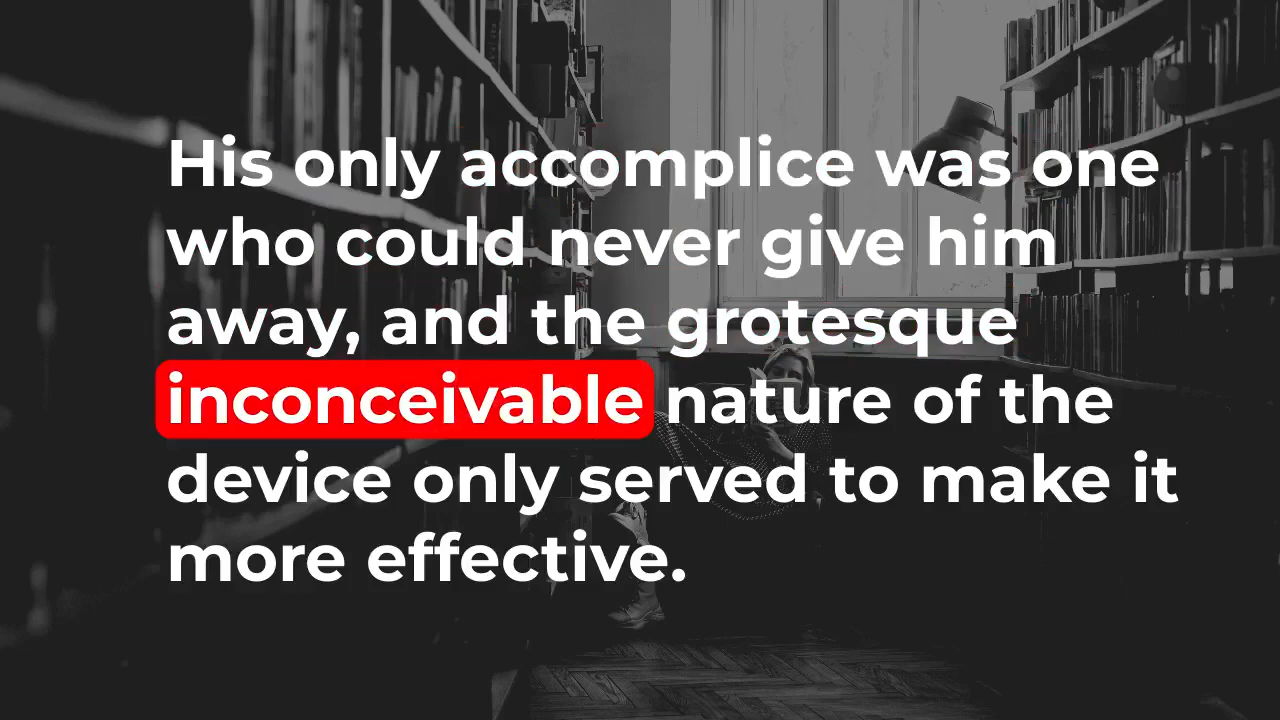 His only accomplice was one
who could never give him
away, and the grotesque
inconceivable nature of the
device only served to make it
more effective.